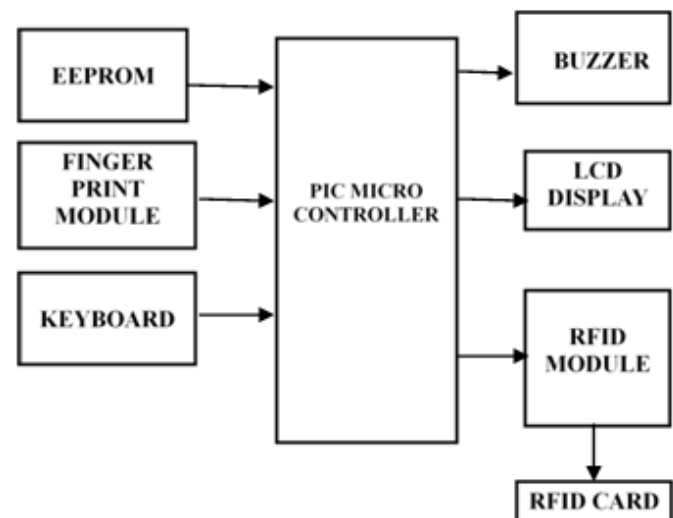 EEPROM
FINGER
PRINT
MODULE
KEYBOARD
PIC MICRO
CONTROLLER
BUZZER
LCD
DISPLAY
RFID
MODULE
RFID CARD